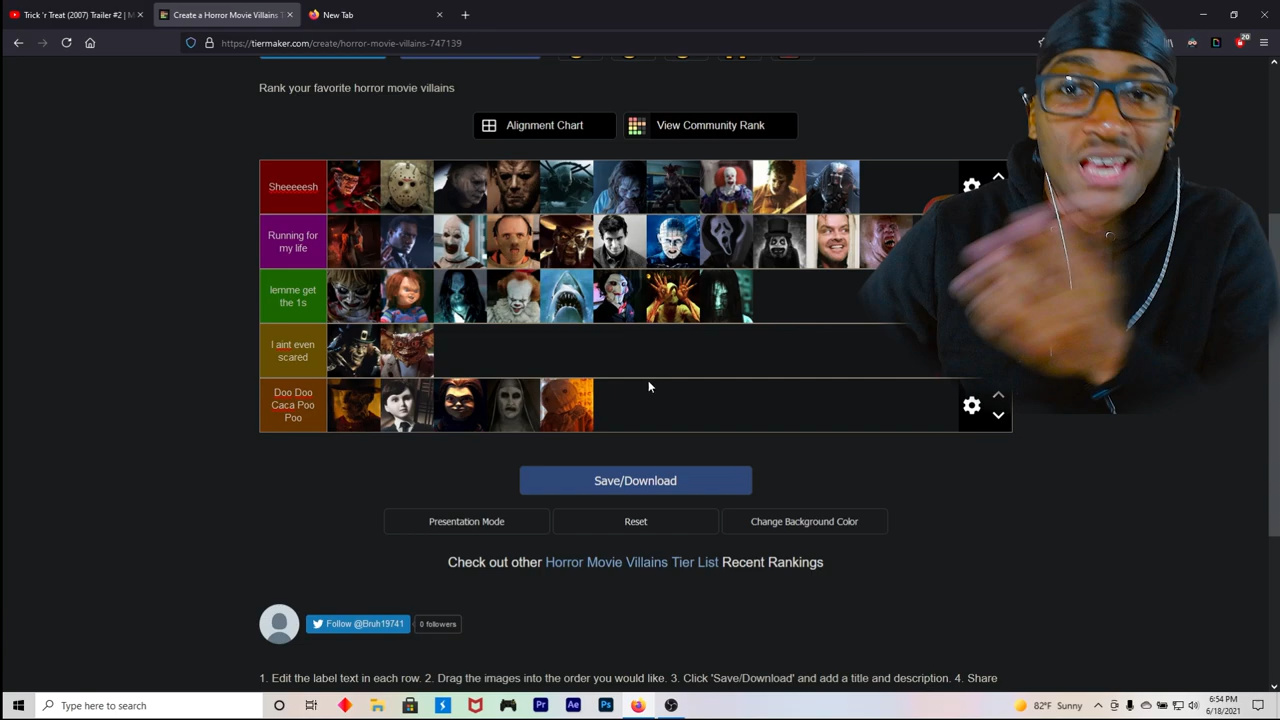 Trick 'r Treat (2007) Trailer #2 | M
Create a Horror Movie Villains T
New Tab
https://tiermaker.com/create/horror-movie-villains-747139
20
Rank your favorite horror movie villains
Alignment Chart
View Community Rank
Sheeeeesh
Running for
my life
lemme get
the 1s
I aint even
scared
Doo Doo
Caca Poo
Poo
Save/Download
Presentation Mode
Reset
Change Background Color
Check out other Horror Movie Villains Tier List Recent Rankings
Follow @Bruh19741
0 followers
1. Edit the label text in each row. 2. Drag the images into the order you would like. 3. Click 'Save/Download' and add a title and description. 4. Share
Type here to search
Pr
Ae
Ps
82°F Sunny
6:54 PM
6/18/2021